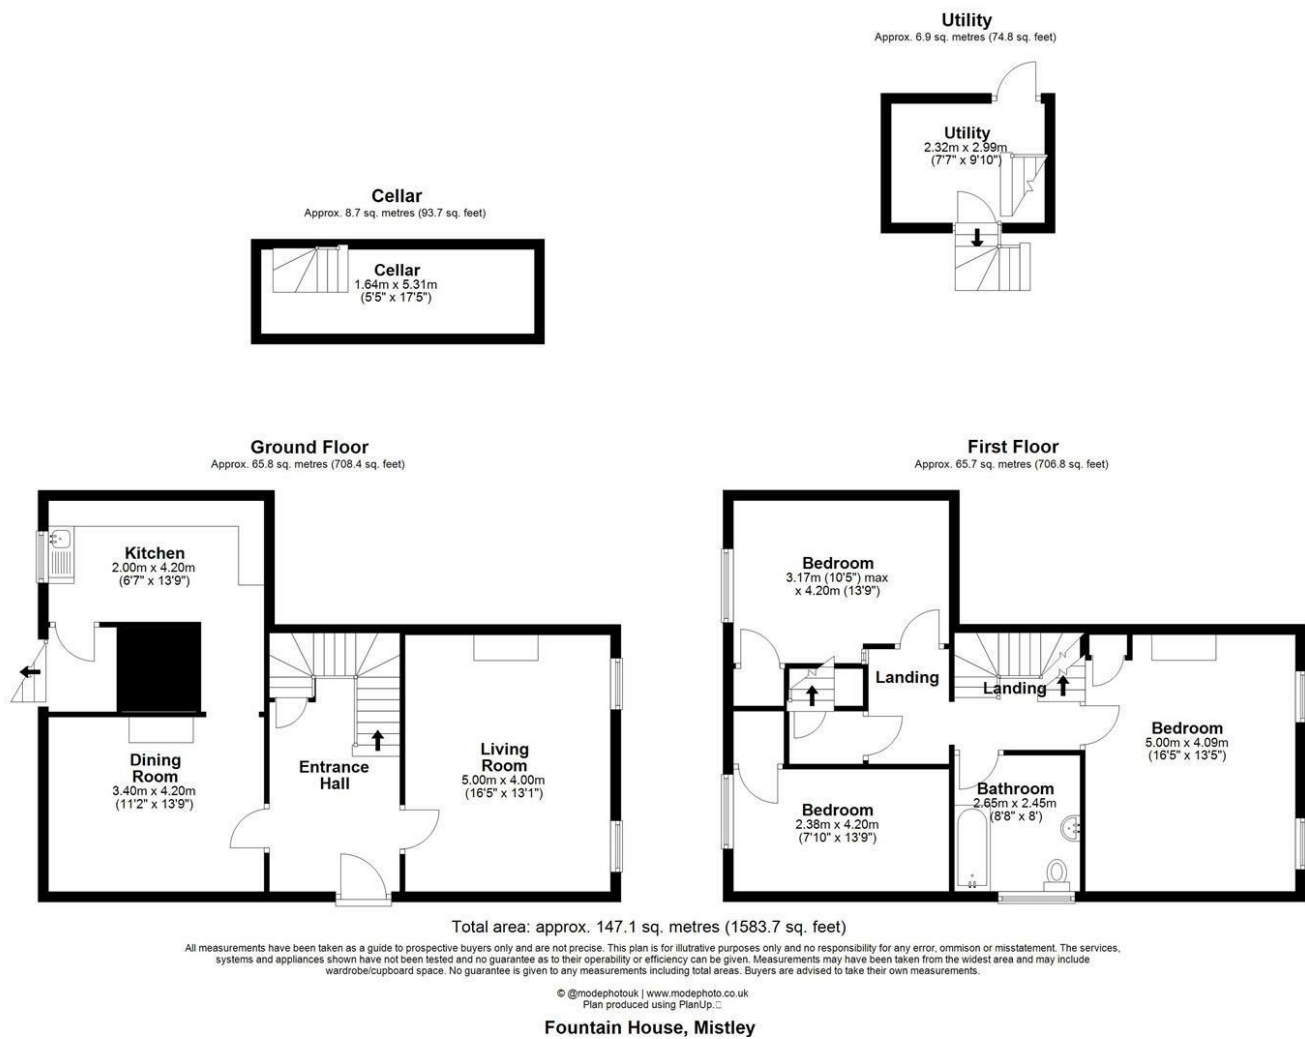 Utility
Approx. 6.9 sq. metres (74.8 sq. feet)
Utility
2.32m x 2.99m
(7'7" x 9'10")
Cellar
Approx. 8.7 sq. metres (93.7 sq. feet)
Cellar
1.64m x 5.31m
(5'5" x 17'5")
Ground Floor
Approx. 65.8 sq. metres (708.4 sq. feet)
Kitchen
2.00m x 4.20m
(6'7" x 13'9")
Dining
Room
3.40m x 4.20m
(11'2" x 13'9")
Entrance
Hall
Living
Room
5.00m x 4.00m
(16'5" x 13'1")
First Floor
Approx. 65.7 sq. metres (706.8 sq. feet)
Bedroom
3.17m (10'5") max
x 4.20m (13'9")
Landing
Landing
Bedroom
5.00m x 4.09m
(16'5" x 13'5")
Bedroom
2.38m x 4.20m
(7'10" x 13'9")
Bathroom
2.65m x 2.45m
(8'8" x 8')
Total area: approx. 147.1 sq. metres (1583.7 sq. feet)
All measurements have been taken as a guide to prospective buyers only and are not precise. This plan is for illutrative purposes only and no responsibility for any error, ommison or misstatement. The services,
systems and appliances shown have not been tested and no guarantee as to their operability or efficiency can be given. Measurements may have been taken from the widest area and may include
wardrobe/cupboard space. No guarantee is given to any measurements including total areas. Buyers are advised to take their own measurements.
© @modephotouk | www.modephoto.co.uk
Plan produced using PlanUp.
Fountain House, Mistley